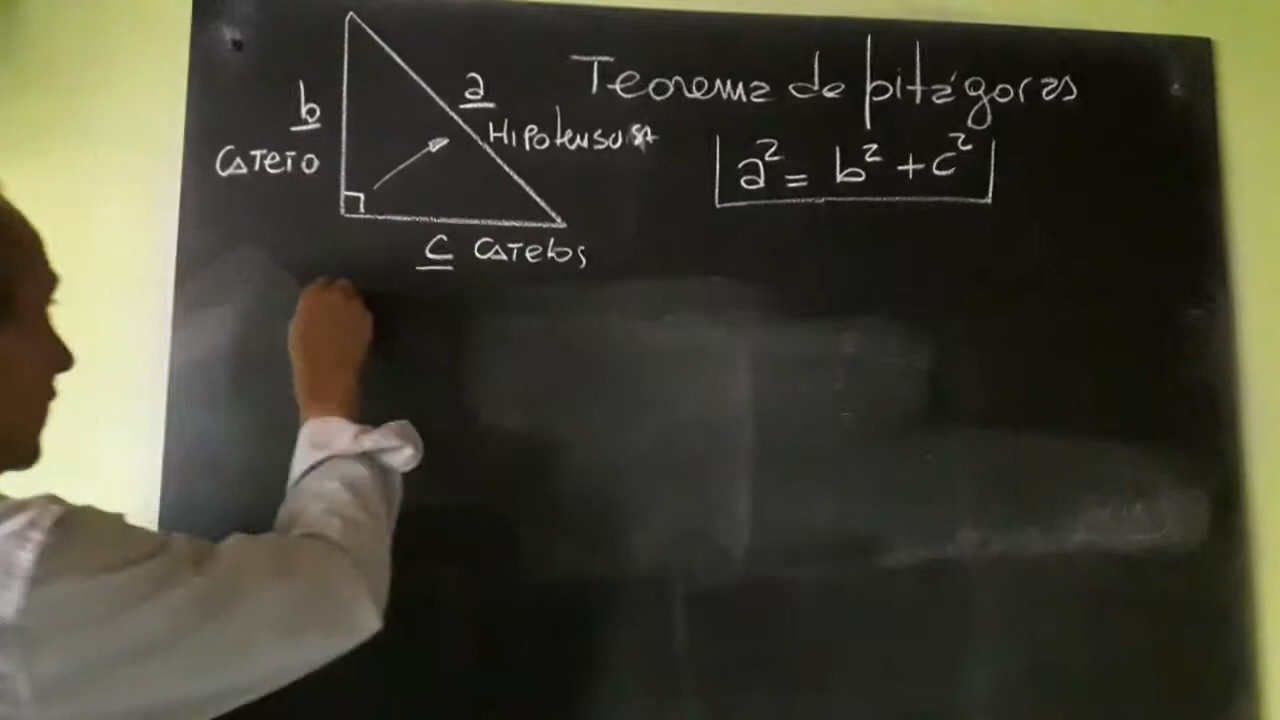 Teorema de pitágoras
a
b
Hipotenusa
a² = b² + c²
Cateto
c Catetos